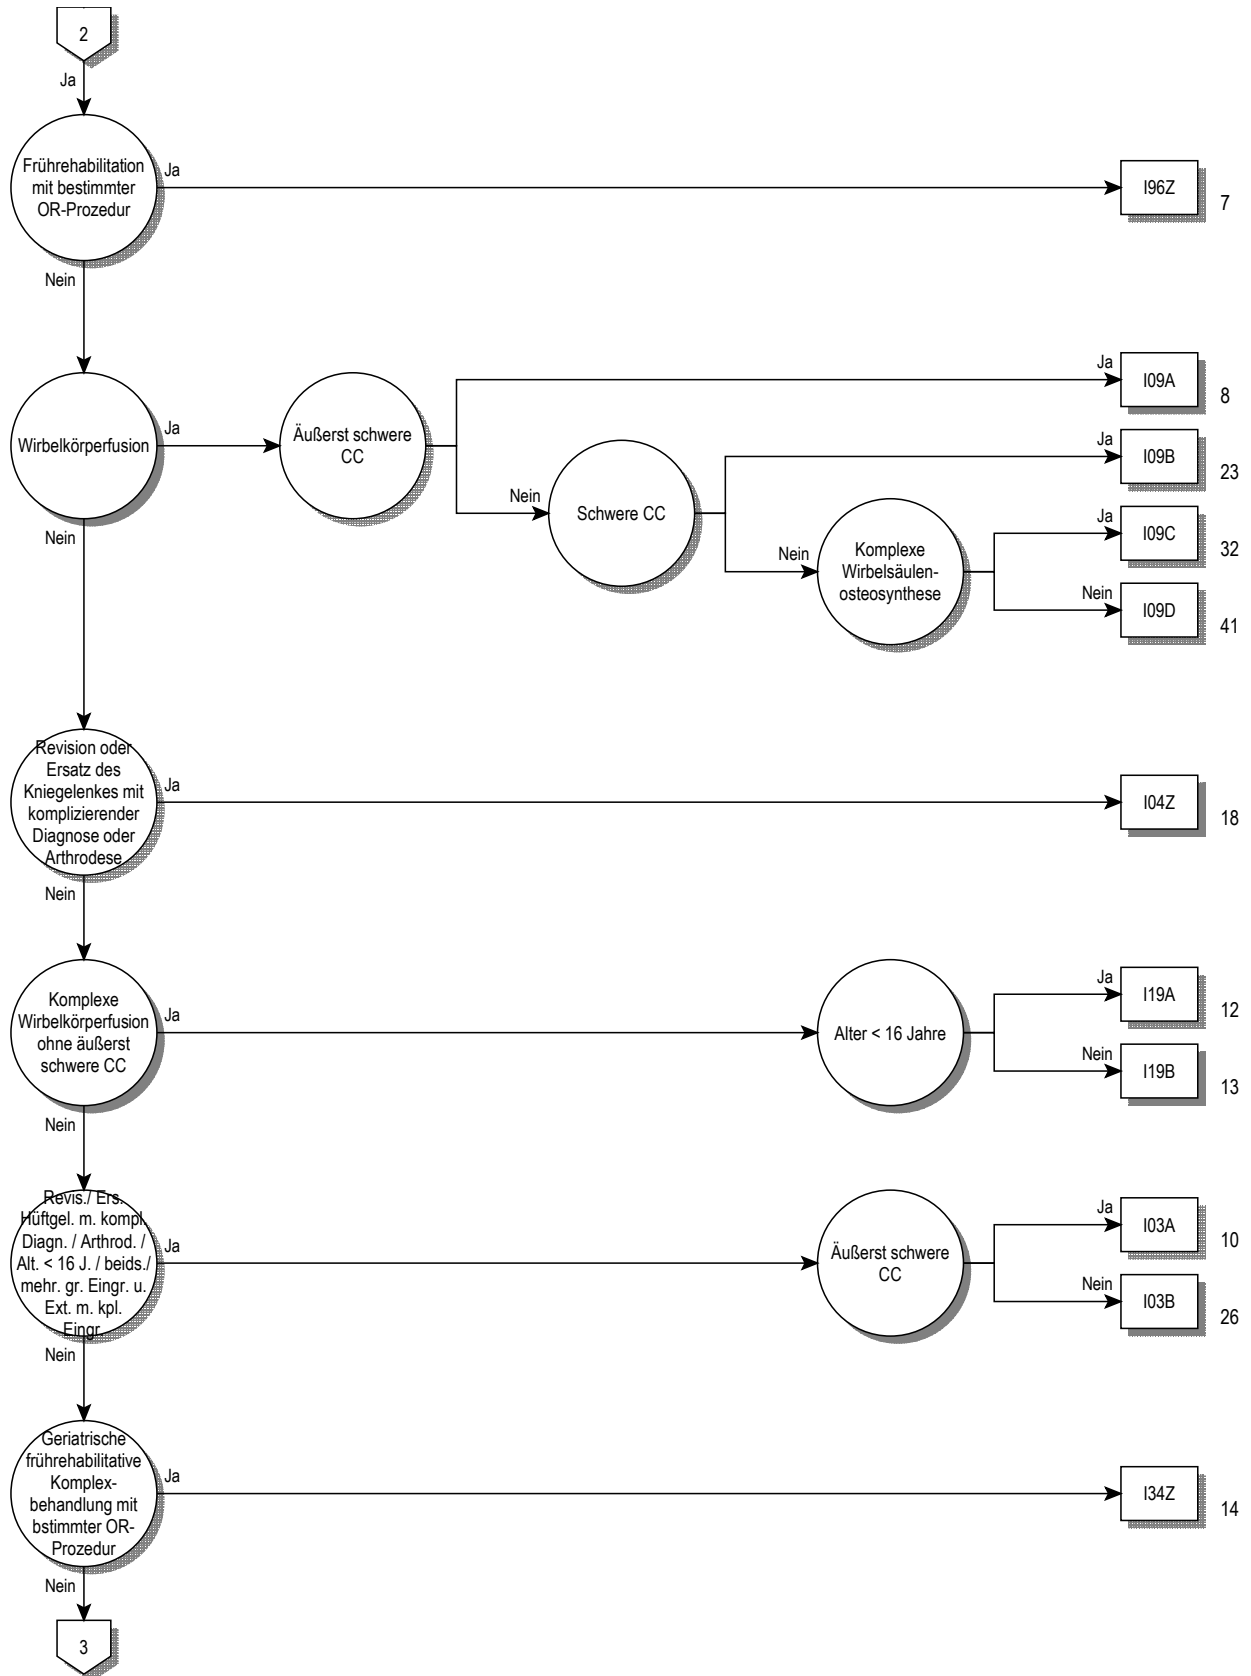 2
Ja
Frührehabilitation
mit bestimmter
OR-Prozedur
Ja
I96Z
7
Nein
Wirbelkörperfusion
Ja
Äußerst schwere
CC
Ja
I09A
8
Nein
Schwere CC
Ja
I09B
23
Nein
Komplexe
Wirbelsäulen-
osteosynthese
Ja
I09C
32
Nein
I09D
41
Nein
Revision oder
Ersatz des
Kniegelenkes mit
komplizierender
Diagnose oder
Arthrodese
Ja
I04Z
18
Nein
Komplexe
Wirbelkörperfusion
ohne äußerst
schwere CC
Ja
Alter < 16 Jahre
Ja
I19A
12
Nein
I19B
13
Nein
Revis./ Ers.
Hüftgel. m. kompl.
Diagn. / Arthrod. /
Alt. < 16 J. / beids./
mehr. gr. Eingr. u.
Ext. m. kpl.
Eingr.
Ja
Äußerst schwere
CC
Ja
I03A
10
Nein
I03B
26
Nein
Geriatrische
frührehabilitative
Komplex-
behandlung mit
bstimmter OR-
Prozedur
Ja
I34Z
14
Nein
3